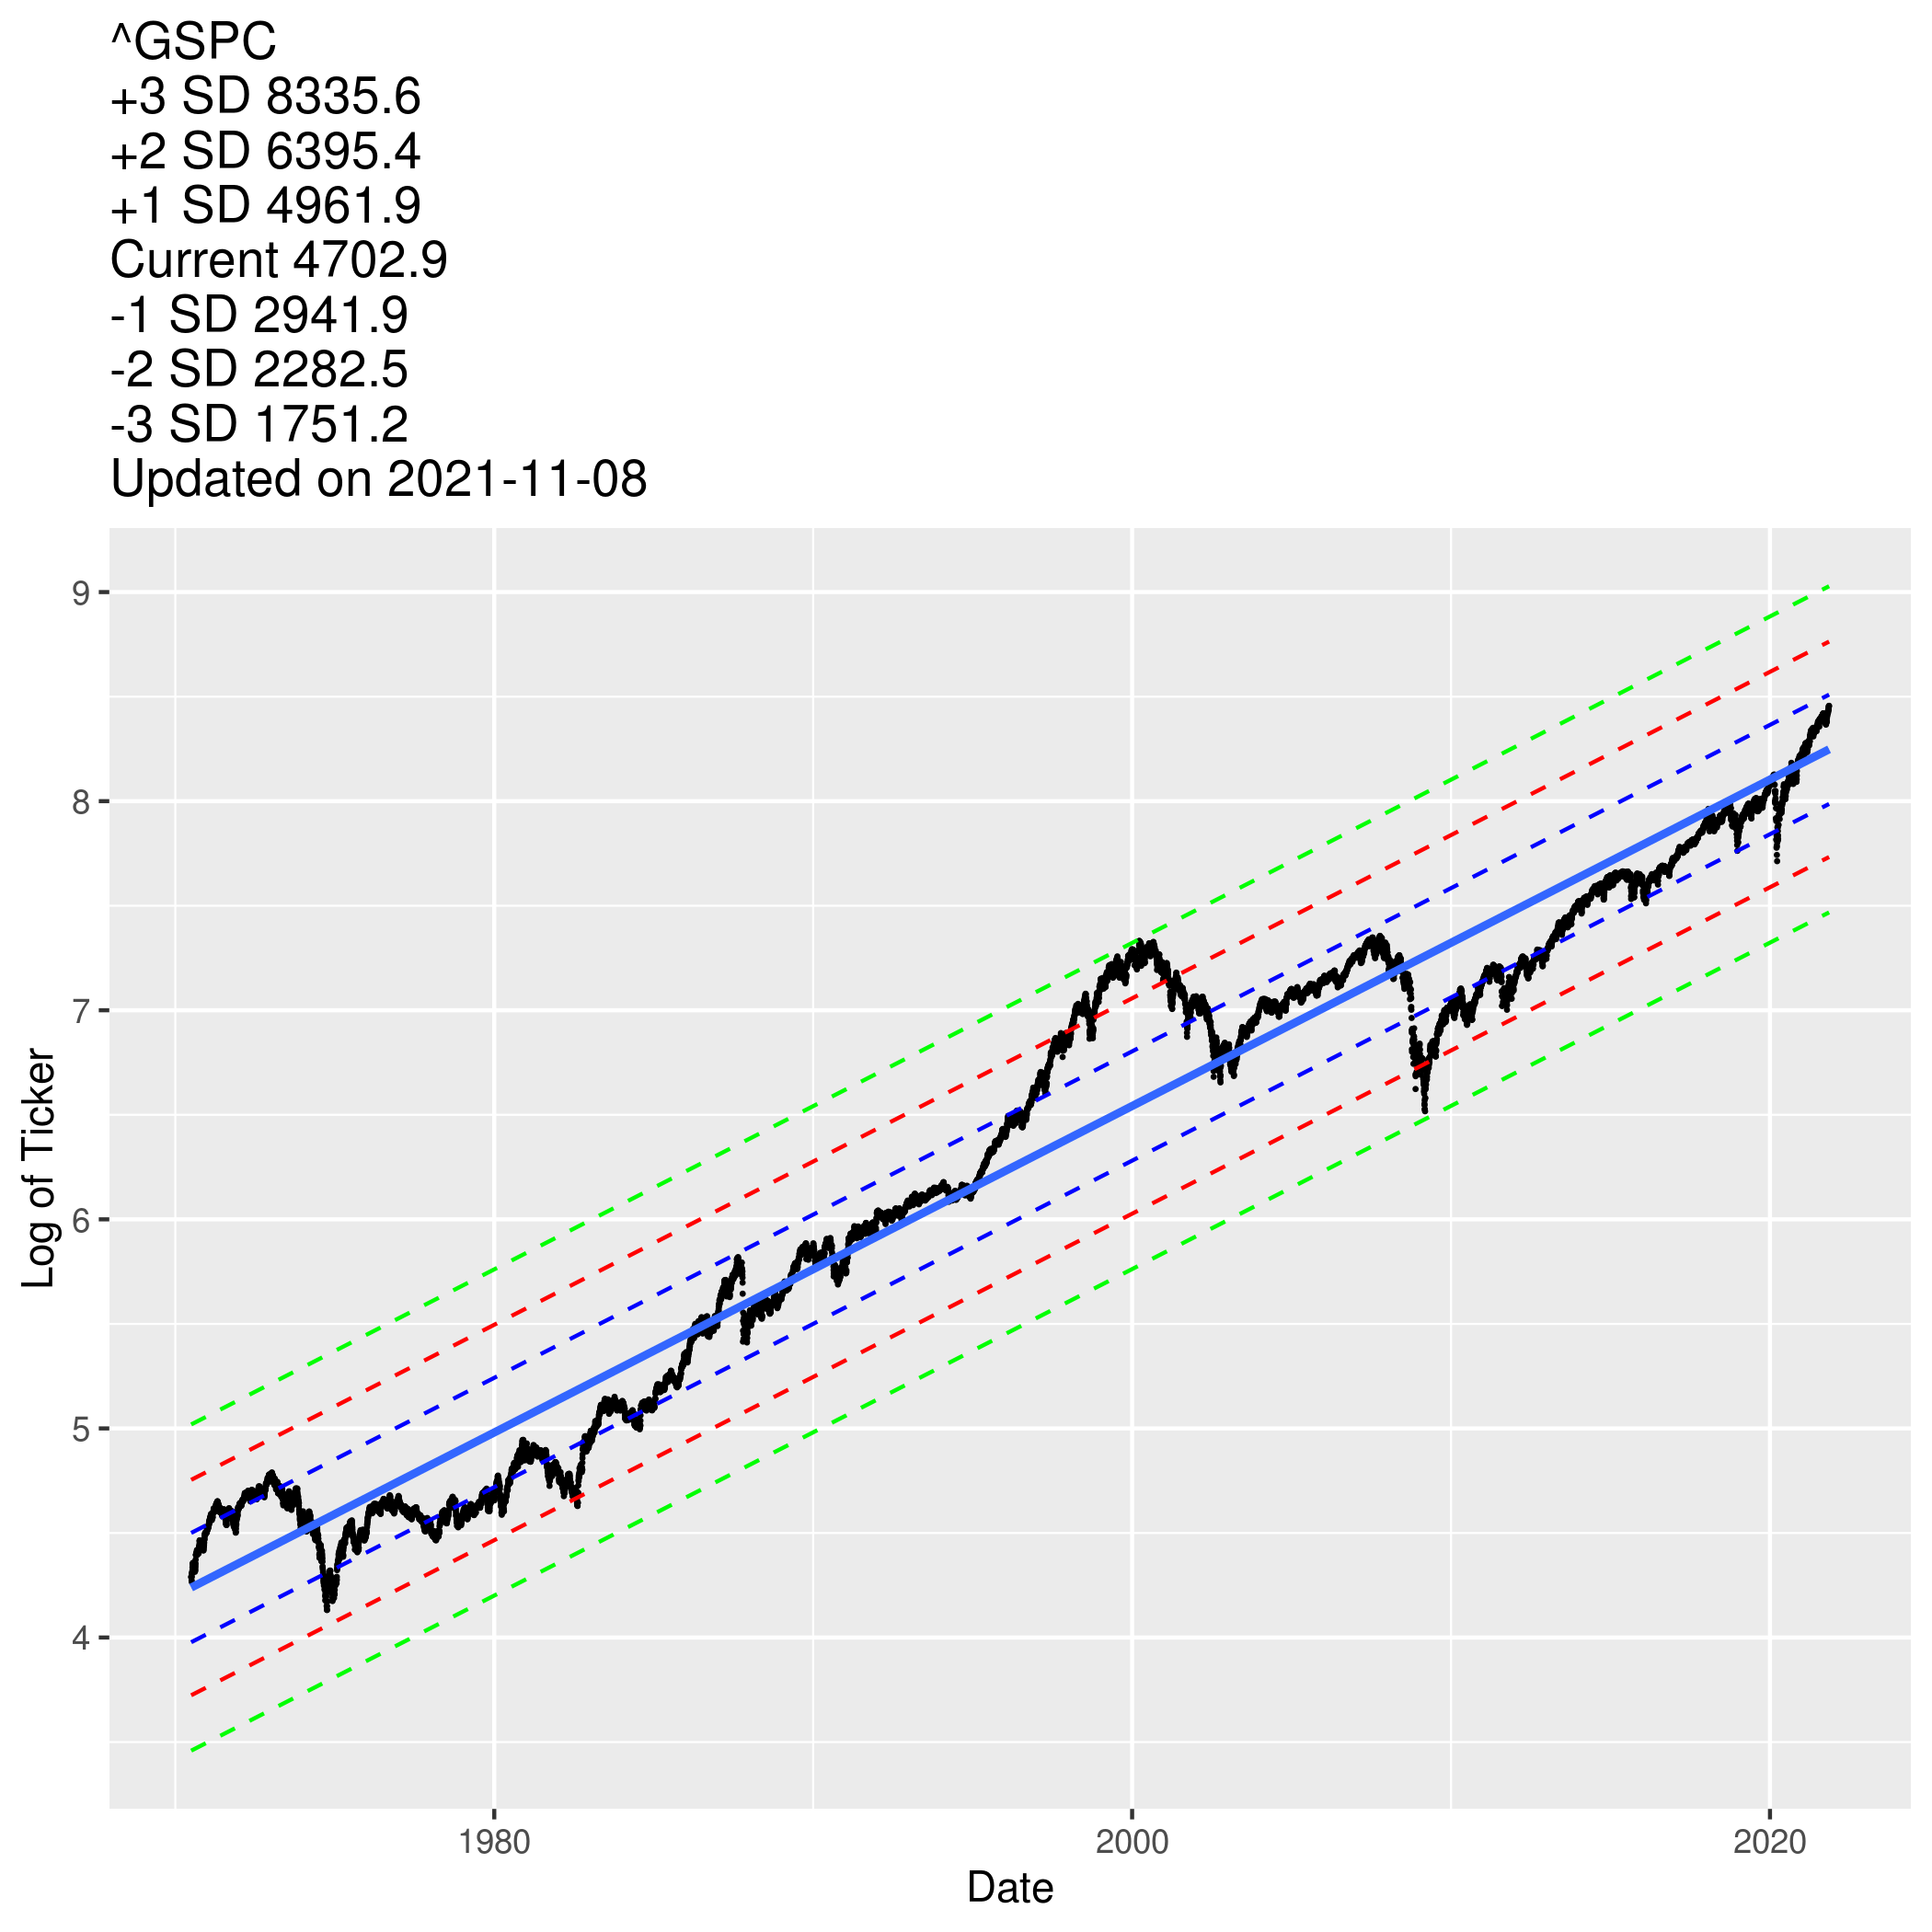 ^GSPC
+3 SD 8335.6
+2 SD 6395.4
+1 SD 4961.9
Current 4702.9
-1 SD 2941.9
-2 SD 2282.5
-3 SD 1751.2
Updated on 2021-11-08
9
8
7
6
5
4
Log of Ticker
1980 2000 2020
Date